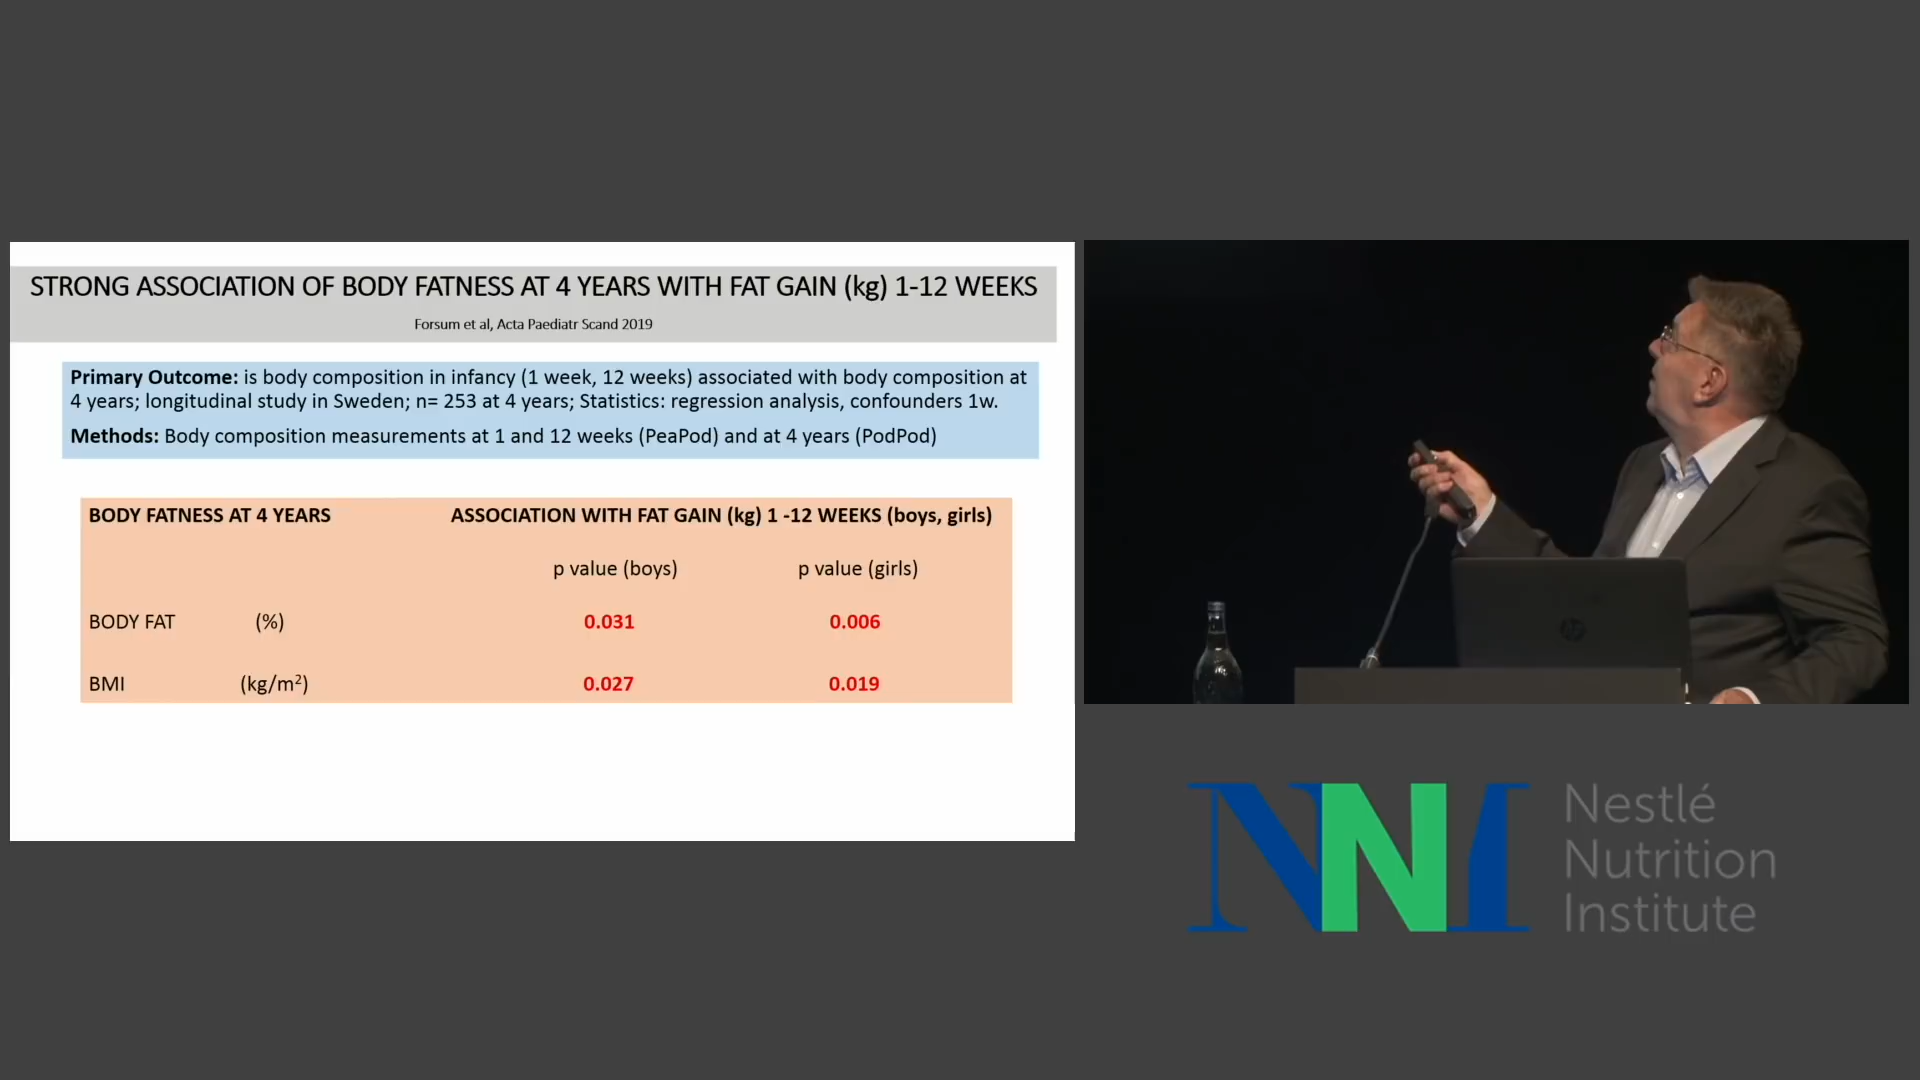 STRONG ASSOCIATION OF BODY FATNESS AT 4 YEARS WITH FAT GAIN (kg) 1-12 WEEKS
Forsum et al, Acta Paediatr Scand 2019
Primary Outcome: is body composition in infancy (1 week, 12 weeks) associated with body composition at
4 years; longitudinal study in Sweden; n= 253 at 4 years; Statistics: regression analysis, confounders 1w.
Methods: Body composition measurements at 1 and 12 weeks (PeaPod) and at 4 years (PodPod)
BODY FATNESS AT 4 YEARS ASSOCIATION WITH FAT GAIN (kg) 1 -12 WEEKS (boys, girls)
p value (boys) p value (girls)
BODY FAT (%) 0.031 0.006
BMI (kg/m²) 0.027 0.019
hp
NNI
Nestlé
Nutrition
Institute